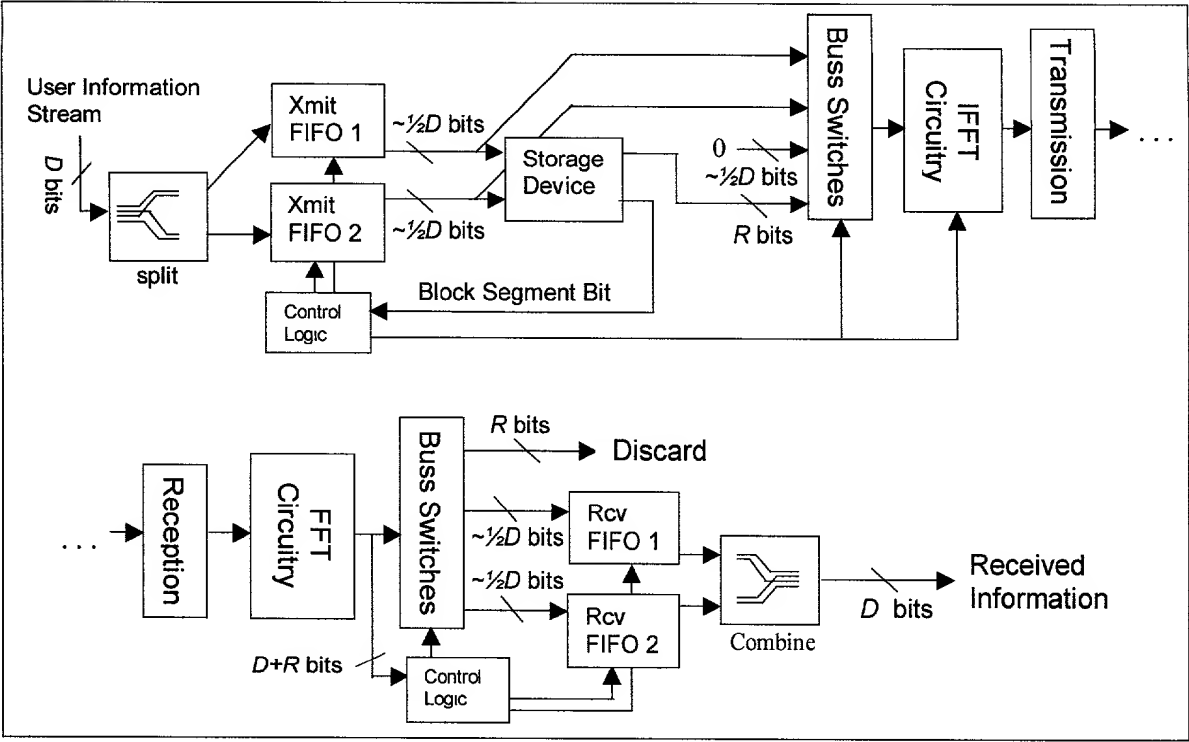 User Information
Stream
D bits
split
Xmit
FIFO 1
Xmit
FIFO 2
~½D bits
~½D bits
Storage
Device
Control
Logic
Block Segment Bit
0
~½D bits
R bits
Buss Switches
IFFT
Circuitry
Transmission
. . .
. . .
Reception
FFT
Circuitry
D+R bits
Buss Switches
Control
Logic
R bits
Discard
~½D bits
~½D bits
Rcv
FIFO 1
Rcv
FIFO 2
Combine
D bits
Received
Information